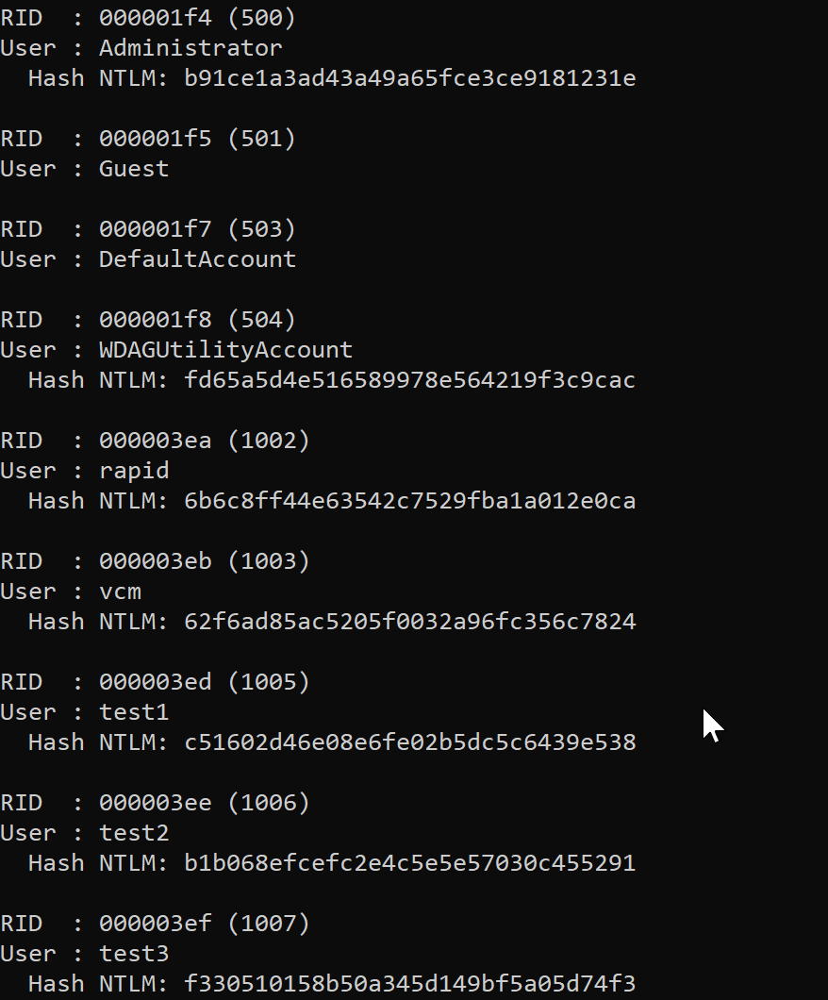 RID  : 000001f4 (500)
User : Administrator
  Hash NTLM: b91ce1a3ad43a49a65fce3ce9181231e

RID  : 000001f5 (501)
User : Guest

RID  : 000001f7 (503)
User : DefaultAccount

RID  : 000001f8 (504)
User : WDAGUtilityAccount
  Hash NTLM: fd65a5d4e516589978e564219f3c9cac

RID  : 000003ea (1002)
User : rapid
  Hash NTLM: 6b6c8ff44e63542c7529fba1a012e0ca

RID  : 000003eb (1003)
User : vcm
  Hash NTLM: 62f6ad85ac5205f0032a96fc356c7824

RID  : 000003ed (1005)
User : test1
  Hash NTLM: c51602d46e08e6fe02b5dc5c6439e538

RID  : 000003ee (1006)
User : test2
  Hash NTLM: b1b068efcefc2e4c5e5e57030c455291

RID  : 000003ef (1007)
User : test3
  Hash NTLM: f330510158b50a345d149bf5a05d74f3